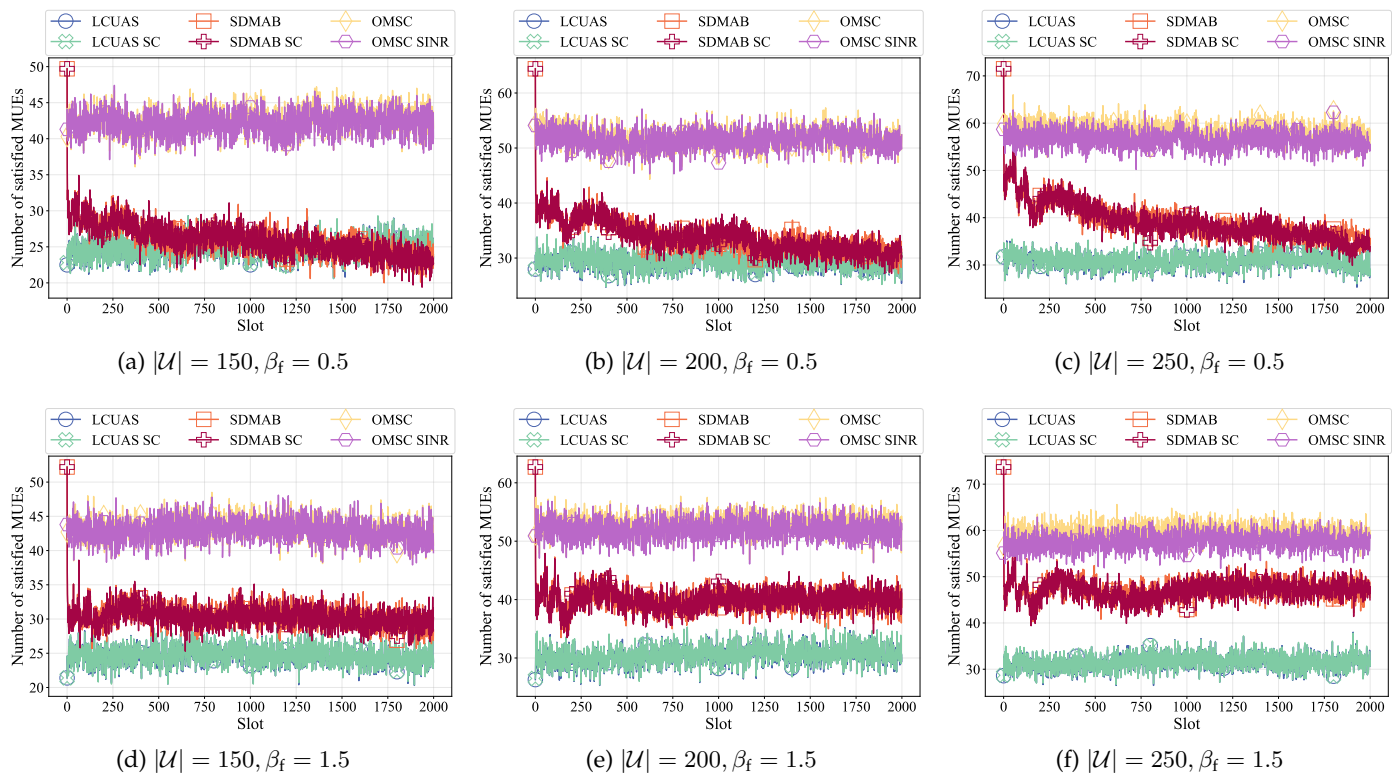 LCUAS SDMAB OMSC
LCUAS SC SDMAB SC OMSC SINR
Number of satisfied MUEs
50
45
40
35
30
25
20
0 250 500 750 1000 1250 1500 1750 2000
Slot
(a) |𝒰| = 150, β_f = 0.5
LCUAS SDMAB OMSC
LCUAS SC SDMAB SC OMSC SINR
Number of satisfied MUEs
60
50
40
30
0 250 500 750 1000 1250 1500 1750 2000
Slot
(b) |𝒰| = 200, β_f = 0.5
LCUAS SDMAB OMSC
LCUAS SC SDMAB SC OMSC SINR
Number of satisfied MUEs
70
60
50
40
30
0 250 500 750 1000 1250 1500 1750 2000
Slot
(c) |𝒰| = 250, β_f = 0.5
LCUAS SDMAB OMSC
LCUAS SC SDMAB SC OMSC SINR
Number of satisfied MUEs
50
45
40
35
30
25
20
0 250 500 750 1000 1250 1500 1750 2000
Slot
(d) |𝒰| = 150, β_f = 1.5
LCUAS SDMAB OMSC
LCUAS SC SDMAB SC OMSC SINR
Number of satisfied MUEs
60
50
40
30
0 250 500 750 1000 1250 1500 1750 2000
Slot
(e) |𝒰| = 200, β_f = 1.5
LCUAS SDMAB OMSC
LCUAS SC SDMAB SC OMSC SINR
Number of satisfied MUEs
70
60
50
40
30
0 250 500 750 1000 1250 1500 1750 2000
Slot
(f) |𝒰| = 250, β_f = 1.5